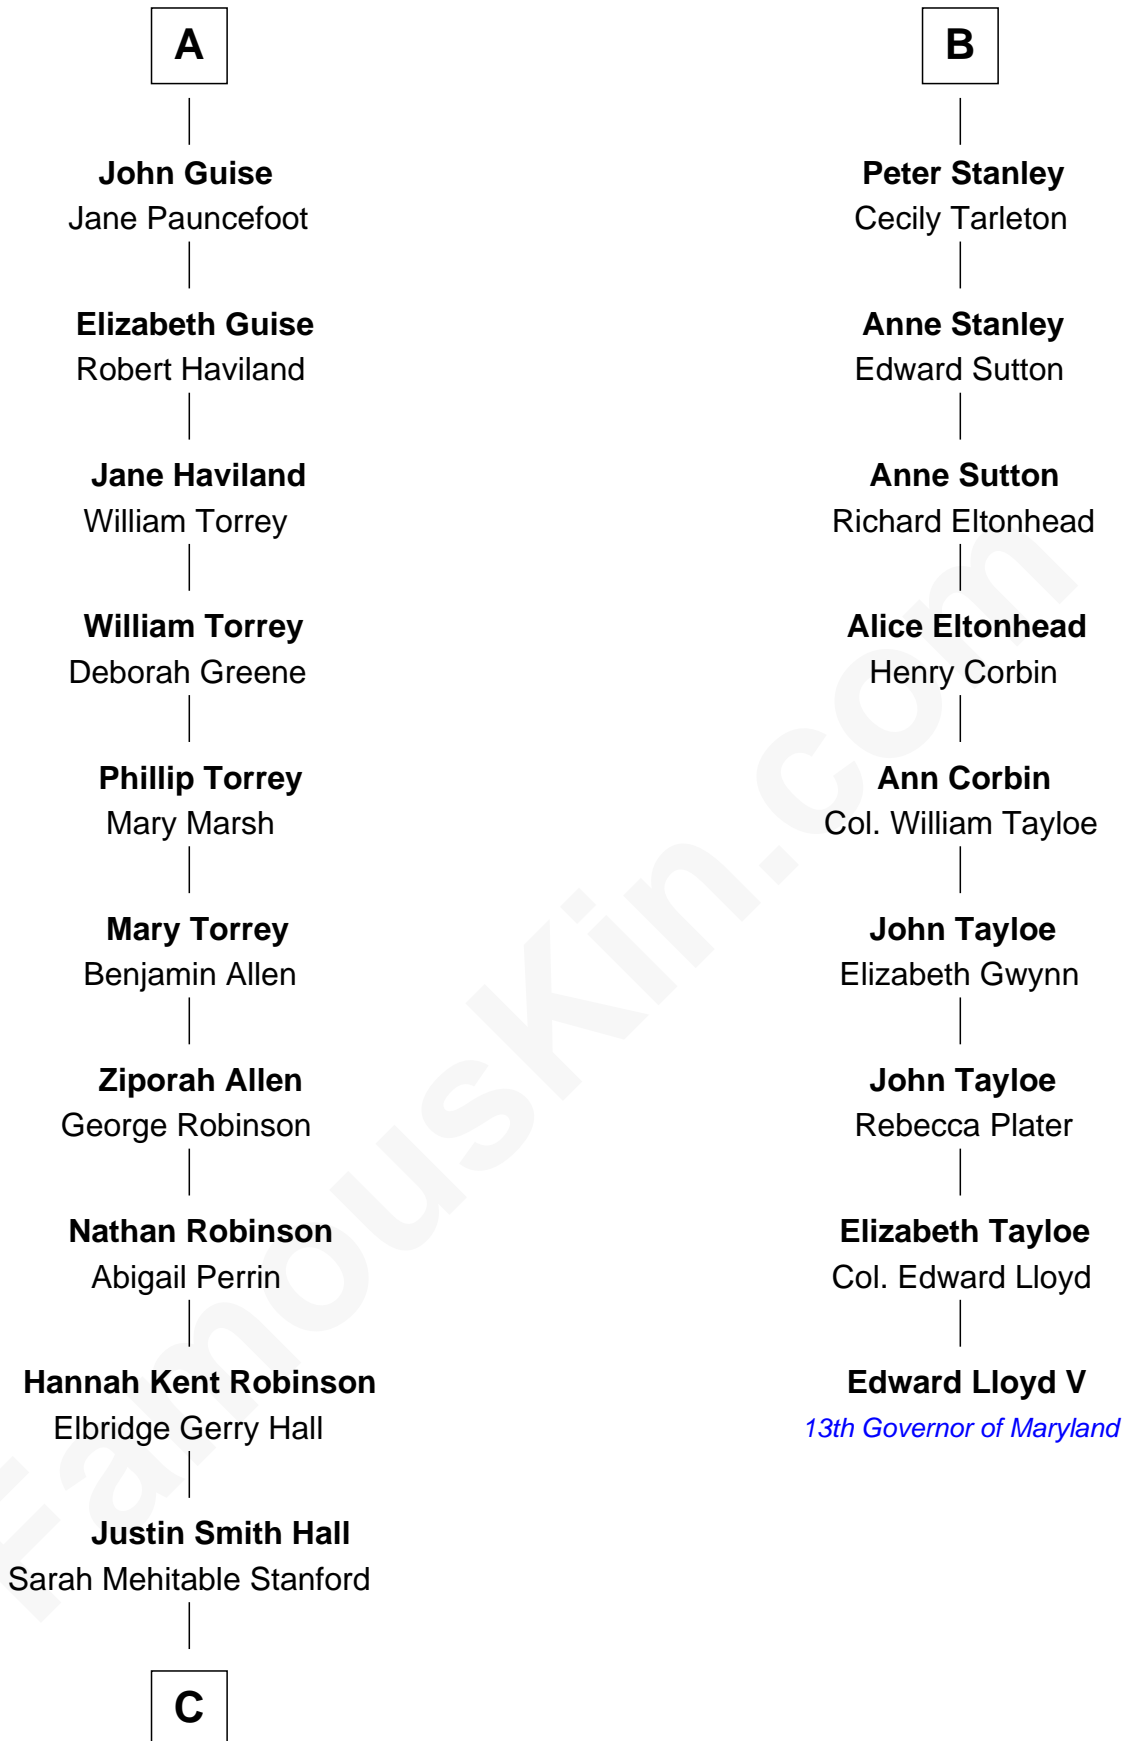 A
John Guise
Jane Pauncefoot
Elizabeth Guise
Robert Haviland
Jane Haviland
William Torrey
William Torrey
Deborah Greene
Phillip Torrey
Mary Marsh
Mary Torrey
Benjamin Allen
Ziporah Allen
George Robinson
Nathan Robinson
Abigail Perrin
Hannah Kent Robinson
Elbridge Gerry Hall
Justin Smith Hall
Sarah Mehitable Stanford
C
B
Peter Stanley
Cecily Tarleton
Anne Stanley
Edward Sutton
Anne Sutton
Richard Eltonhead
Alice Eltonhead
Henry Corbin
Ann Corbin
Col. William Tayloe
John Tayloe
Elizabeth Gwynn
John Tayloe
Rebecca Plater
Elizabeth Tayloe
Col. Edward Lloyd
Edward Lloyd V
13th Governor of Maryland
FamousKin.com